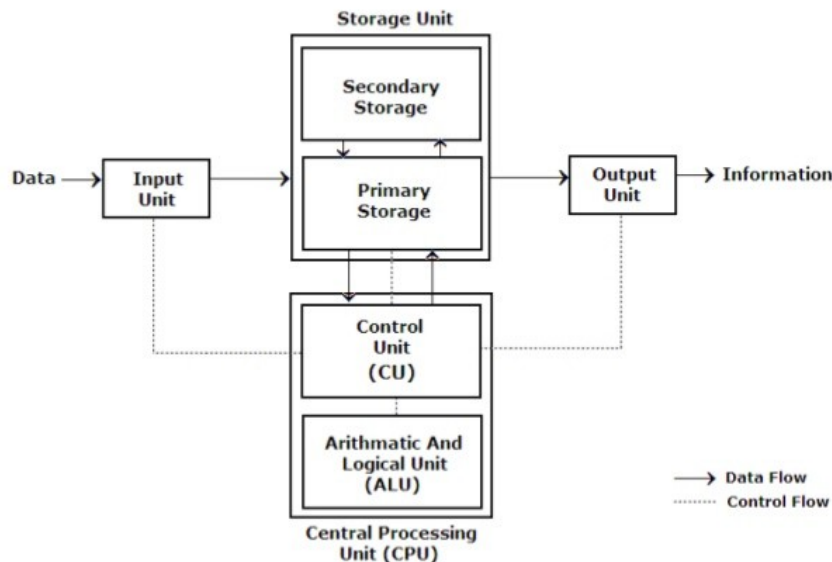 Storage Unit
Secondary
Storage
Data
Input
Unit
Primary
Storage
Output
Unit
Information
Control
Unit
(CU)
Arithmatic And
Logical Unit
(ALU)
Data Flow
Control Flow
Central Processing
Unit (CPU)